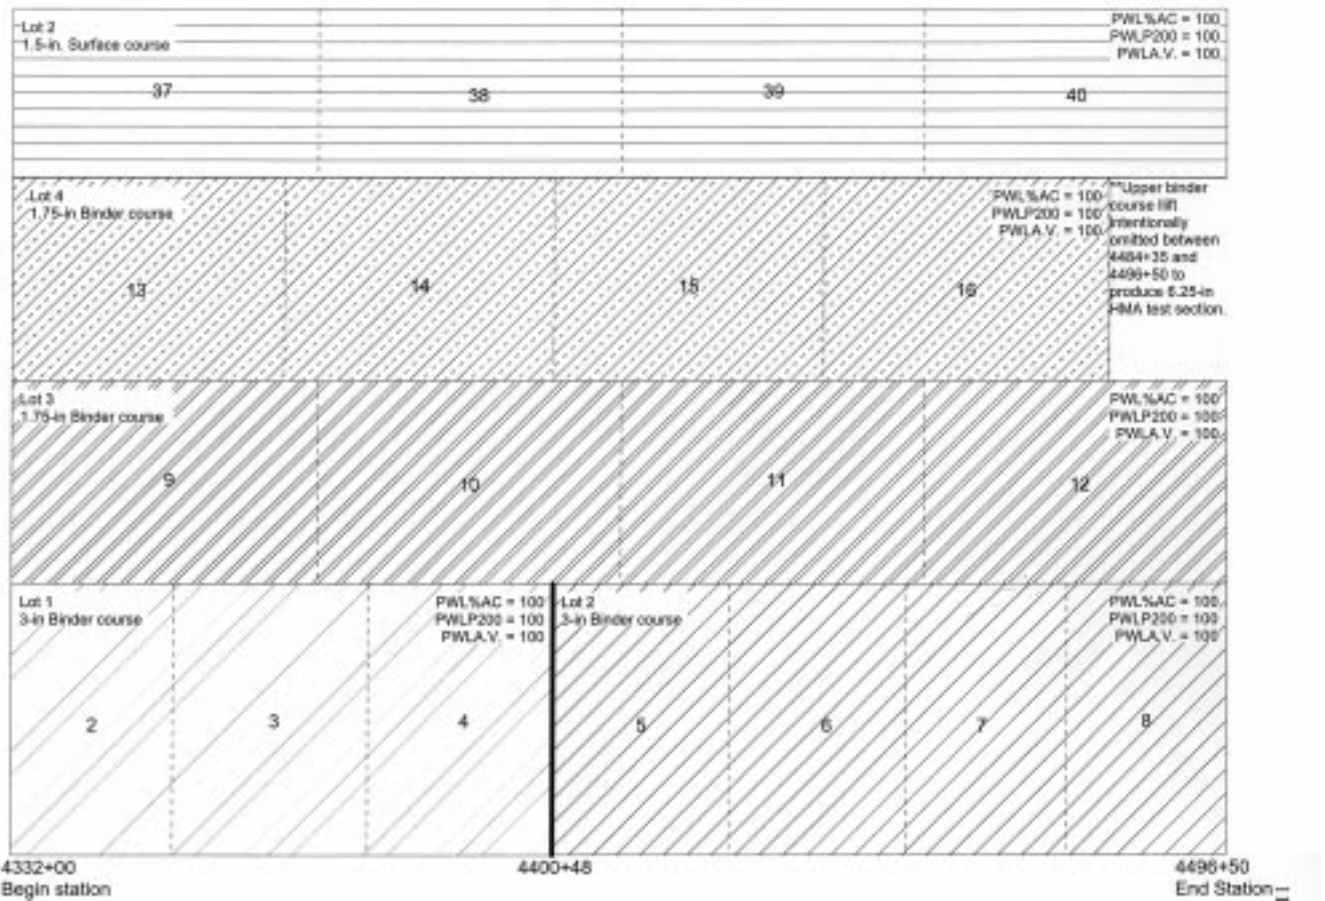 Lot 2
1.5-in. Surface course
PWL%AC = 100
PWLP200 = 100
PWLA.V. = 100
37
38
39
40
Lot 4
1.75-in Binder course
PWL%AC = 100
PWLP200 = 100
PWLA.V. = 100
**Upper binder
course lift
intentionally
omitted between
4484+35 and
4496+50 to
produce 6.25-in
HMA test section.
13
14
15
16
Lot 3
1.75-in Binder course
PWL%AC = 100
PWLP200 = 100
PWLA.V. = 100
9
10
11
12
Lot 1
3-in Binder course
PWL%AC = 100
PWLP200 = 100
PWLA.V. = 100
Lot 2
3-in Binder course
PWL%AC = 100
PWLP200 = 100
PWLA.V. = 100
2
3
4
5
6
7
8
4332+00
Begin station
4400+48
4496+50
End Station